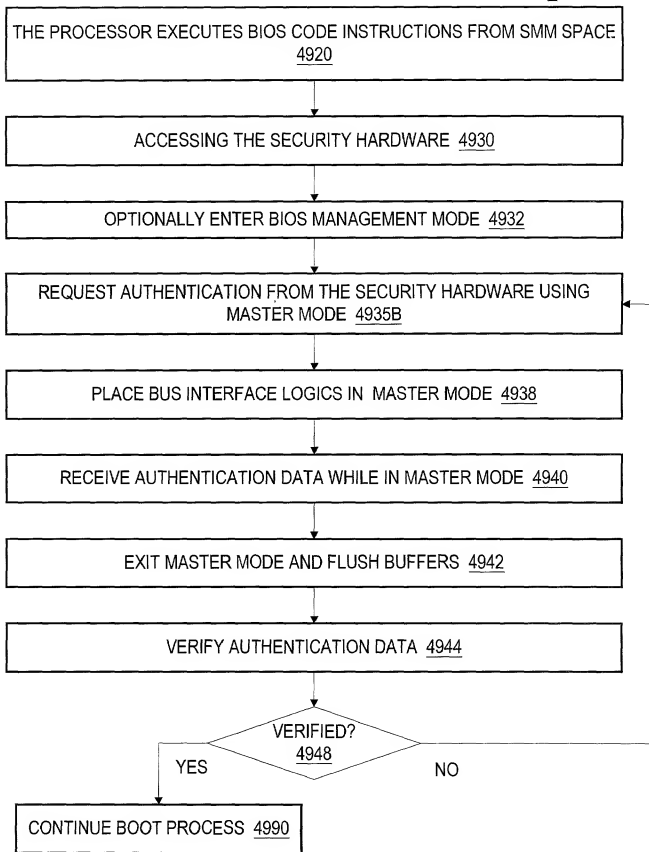 THE PROCESSOR EXECUTES BIOS CODE INSTRUCTIONS FROM SMM SPACE
4920
ACCESSING THE SECURITY HARDWARE 4930
OPTIONALLY ENTER BIOS MANAGEMENT MODE 4932
REQUEST AUTHENTICATION FROM THE SECURITY HARDWARE USING
MASTER MODE 4935B
PLACE BUS INTERFACE LOGICS IN MASTER MODE 4938
RECEIVE AUTHENTICATION DATA WHILE IN MASTER MODE 4940
EXIT MASTER MODE AND FLUSH BUFFERS 4942
VERIFY AUTHENTICATION DATA 4944
VERIFIED?
4948
YES
NO
CONTINUE BOOT PROCESS 4990